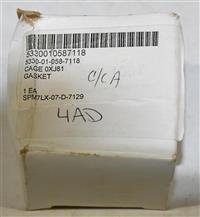 5330010587118
5330-01-058-7118
CAGE 0XJ81
GASKET
C/CA
1 EA
SPM7LX-07-D-7129
4AD